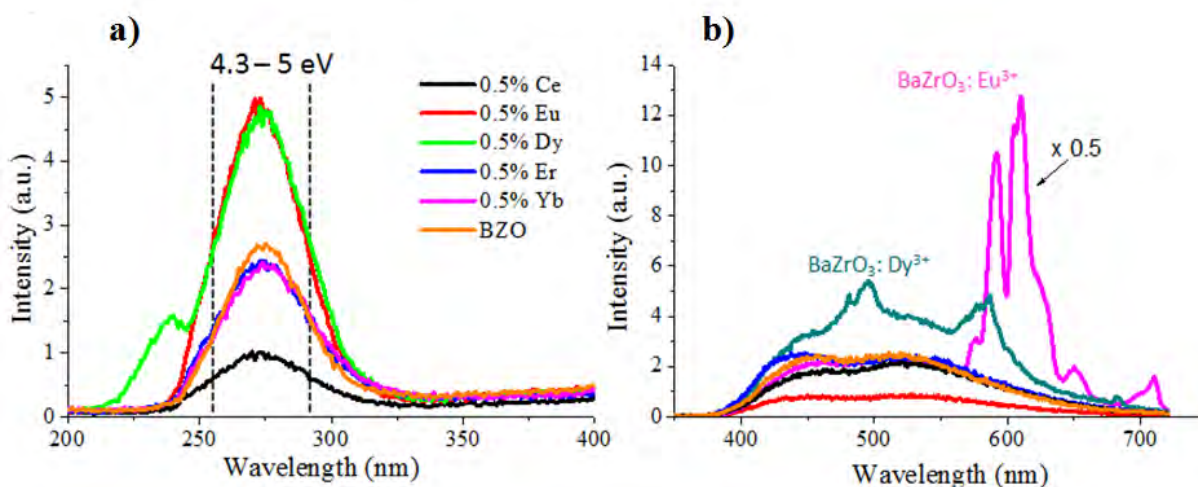 a)
4.3 – 5 eV
0.5% Ce
0.5% Eu
0.5% Dy
0.5% Er
0.5% Yb
BZO
Intensity (a.u.)
5
4
3
2
1
0
200 250 300 350 400
Wavelength (nm)
b)
BaZrO₃: Eu³⁺
x 0.5
BaZrO₃: Dy³⁺
Intensity (a.u.)
14
12
10
8
6
4
2
0
400 500 600 700
Wavelength (nm)